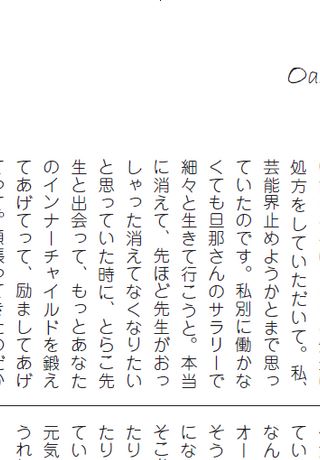 Oa
処方をしていただいて。私、
芸能界止めようかとまで思っ
ていたのです。私別に働かな
くても旦那さんのサラリーで
細々と生きて行こうと。本当
に消えて、先ほど先生がおっ
しゃった消えてなくなりたい
と思っていた時に、とらこ先
生と出会って、もっとあなた
のインナーチャイルドを鍛え
てあげてって、励ましてあげ
てい
なん
オー
そう
にな
そこ
たり
たり
てい
元気
うれ